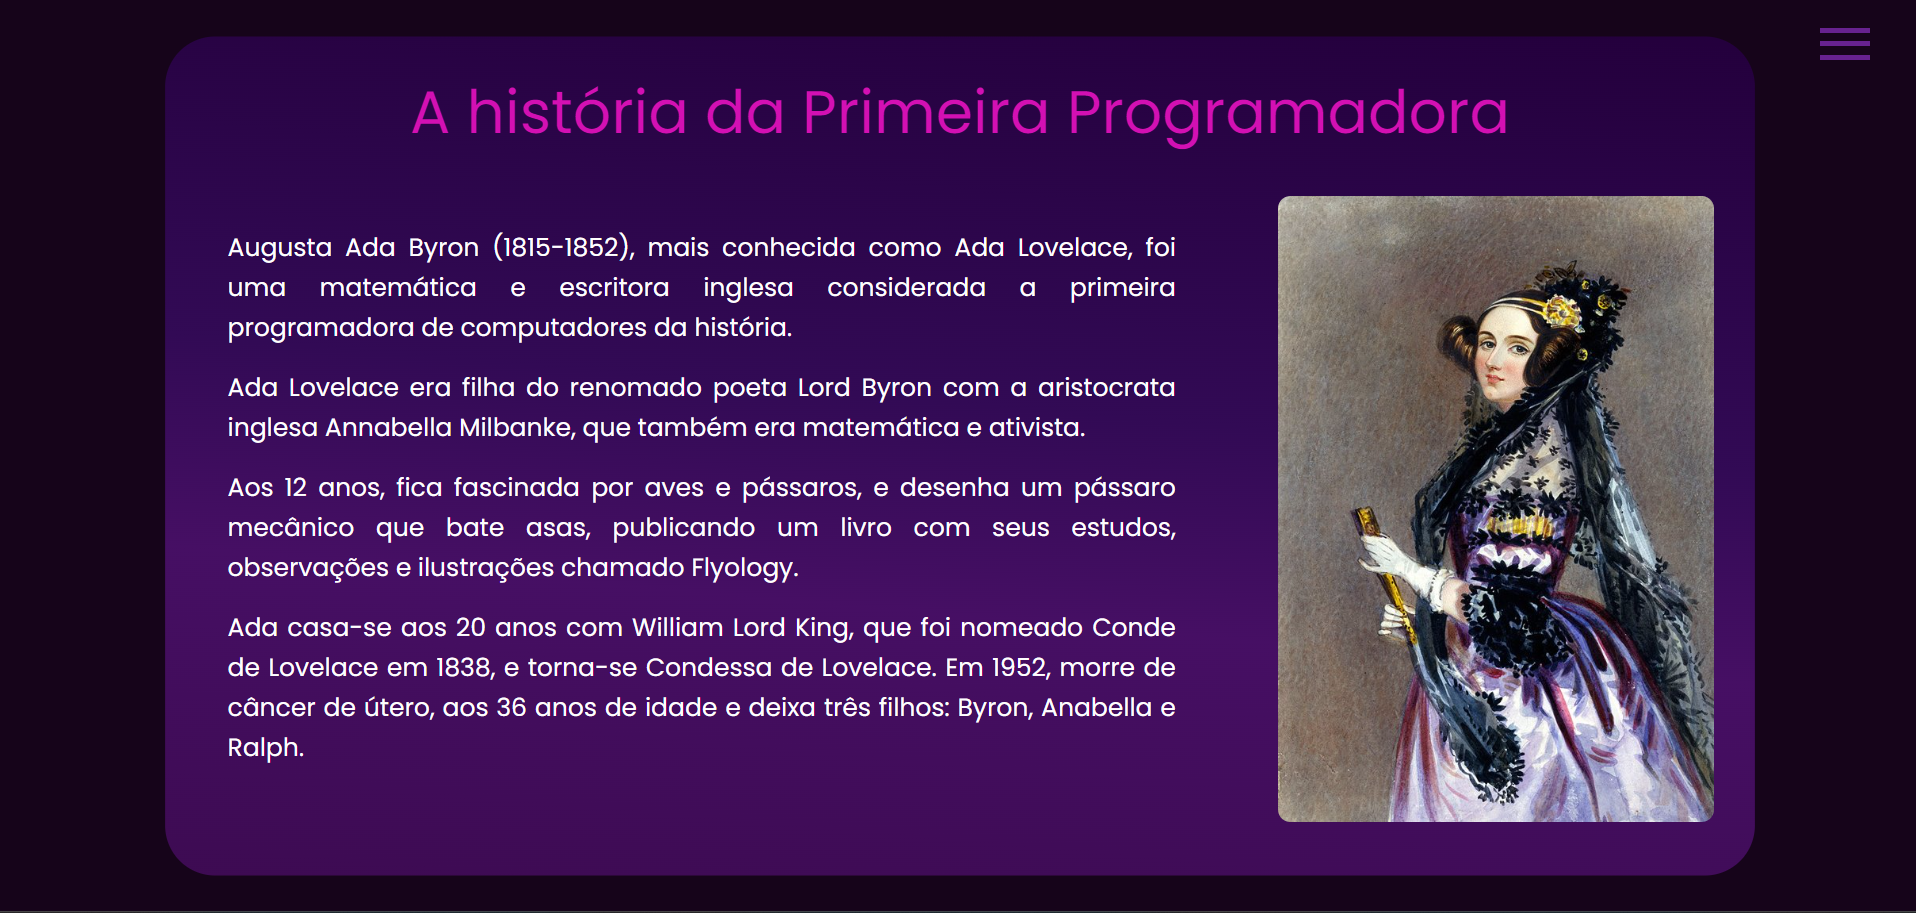 A história da Primeira Programadora
Augusta Ada Byron (1815-1852), mais conhecida como Ada Lovelace, foi
uma matemática e escritora inglesa considerada a primeira
programadora de computadores da história.
Ada Lovelace era filha do renomado poeta Lord Byron com a aristocrata
inglesa Annabella Milbanke, que também era matemática e ativista.
Aos 12 anos, fica fascinada por aves e pássaros, e desenha um pássaro
mecânico que bate asas, publicando um livro com seus estudos,
observações e ilustrações chamado Flyology.
Ada casa-se aos 20 anos com William Lord King, que foi nomeado Conde
de Lovelace em 1838, e torna-se Condessa de Lovelace. Em 1952, morre de
câncer de útero, aos 36 anos de idade e deixa três filhos: Byron, Anabella e
Ralph.